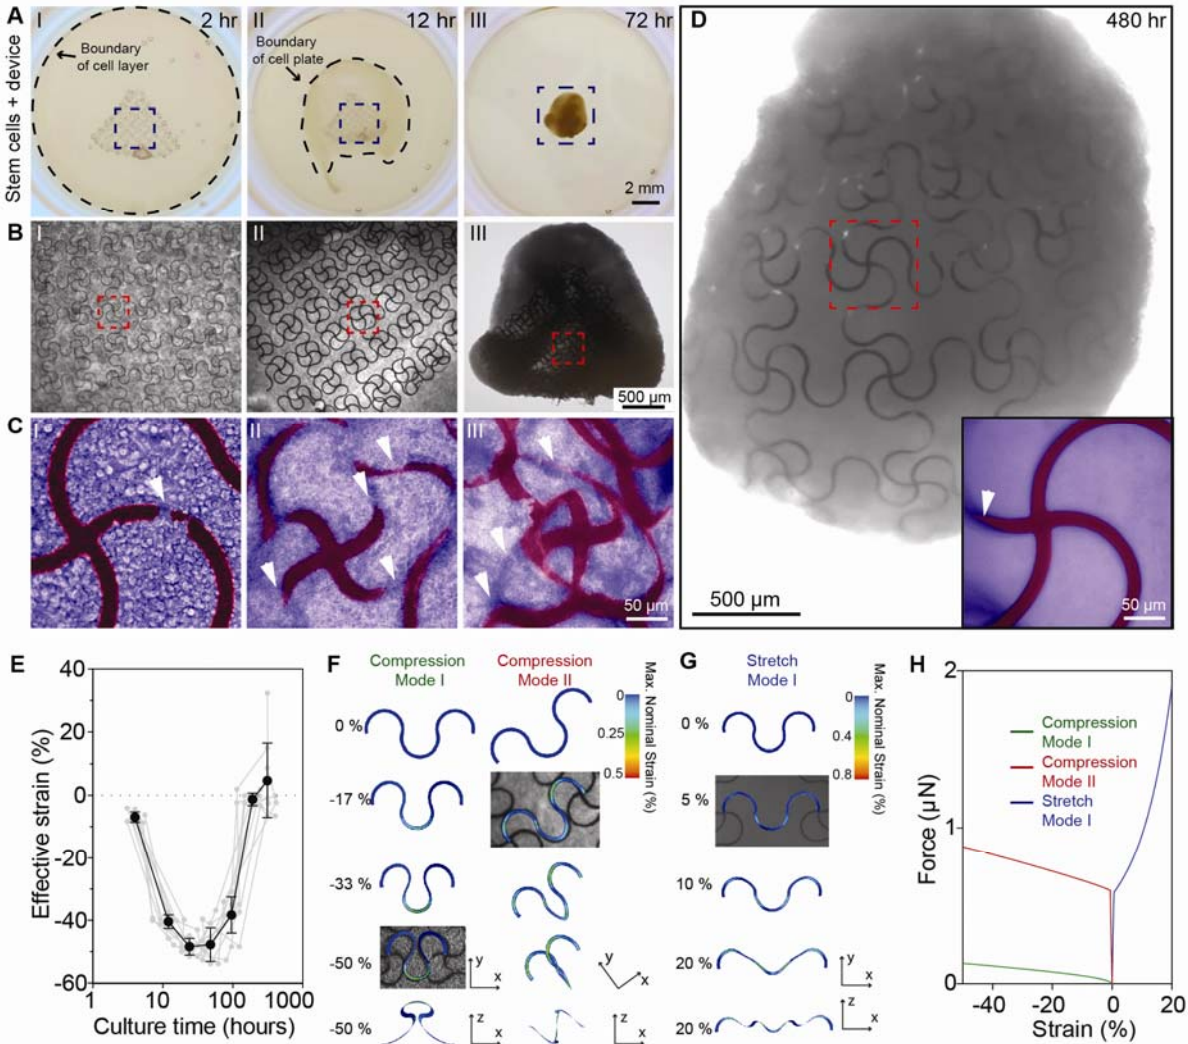 A
Stem cells + device
I
2 hr
Boundary
of cell layer
II
12 hr
Boundary
of cell plate
III
72 hr
2 mm
B
I
II
III
500 µm
C
I
II
III
50 µm
D
480 hr
500 µm
50 µm
E
Effective strain (%)
40
20
0
-20
-40
-60
1
10
100
1000
Culture time (hours)
F
Compression
Mode I
Compression
Mode II
Max. Nominal Strain (%)
0
0.25
0.5
0 %
-17 %
-33 %
-50 %
y
x
y
x
-50 %
z
x
z
x
G
Stretch
Mode I
Max. Nominal Strain (%)
0
0.4
0.8
0 %
5 %
10 %
20 %
y
x
20 %
z
x
H
Force (µN)
2
1
0
Compression
Mode I
Compression
Mode II
Stretch
Mode I
-40
-20
0
20
Strain (%)